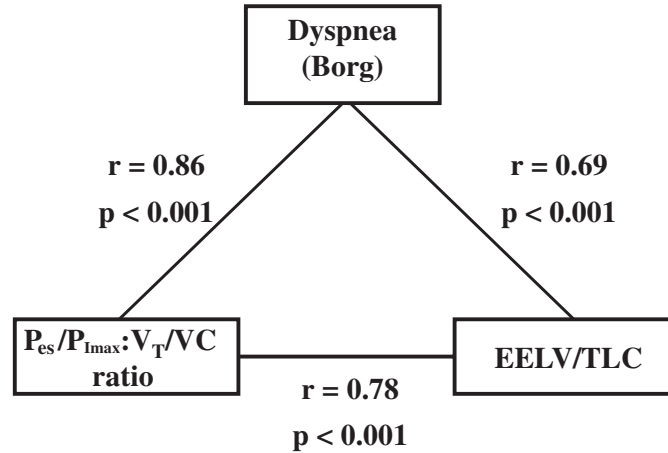 Dyspnea
(Borg)
r = 0.86
p < 0.001
r = 0.69
p < 0.001
Pes/PImax:VT/VC
ratio
EELV/TLC
r = 0.78
p < 0.001